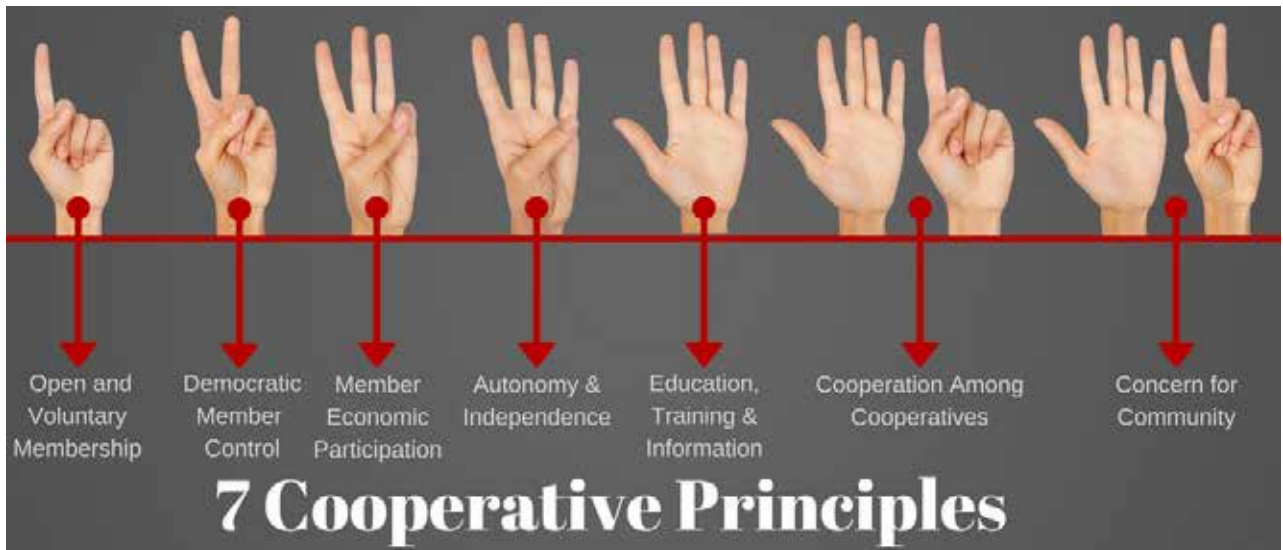 Open and
Voluntary
Membership
Democratic
Member
Control
Member
Economic
Participation
Autonomy &
Independence
Education,
Training &
Information
Cooperation Among
Cooperatives
Concern for
Community
7 Cooperative Principles